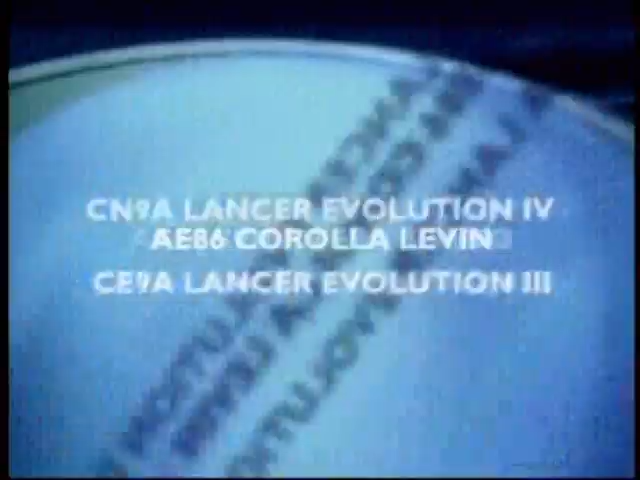 CN9A LANCER EVOLUTION IV
AE86 COROLLA LEVIN
CE9A LANCER EVOLUTION III